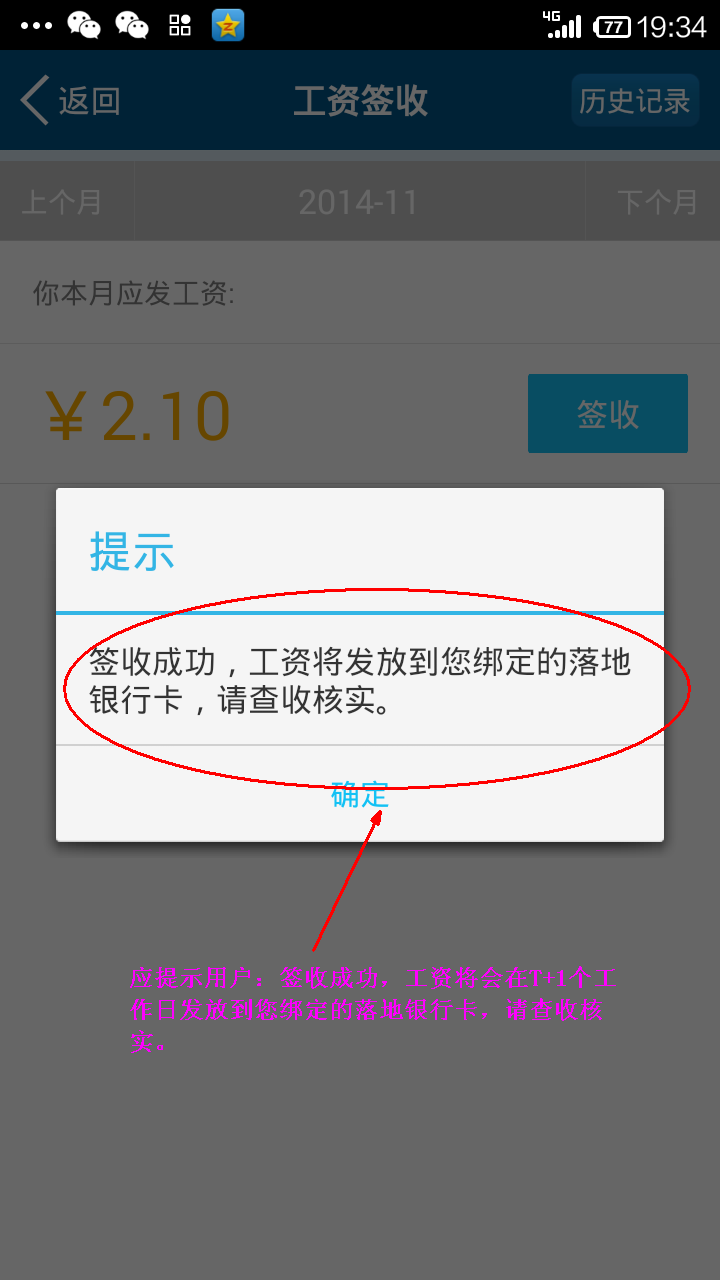 4G 77 19:34
返回 工资签收 历史记录
上个月 2014-11 下个月
你本月应发工资:
￥2.10 签收
提示
签收成功，工资将发放到您绑定的落地
银行卡，请查收核实。
确定
应提示用户：签收成功，工资将会在T+1个工
作日发放到您绑定的落地银行卡，请查收核
实。